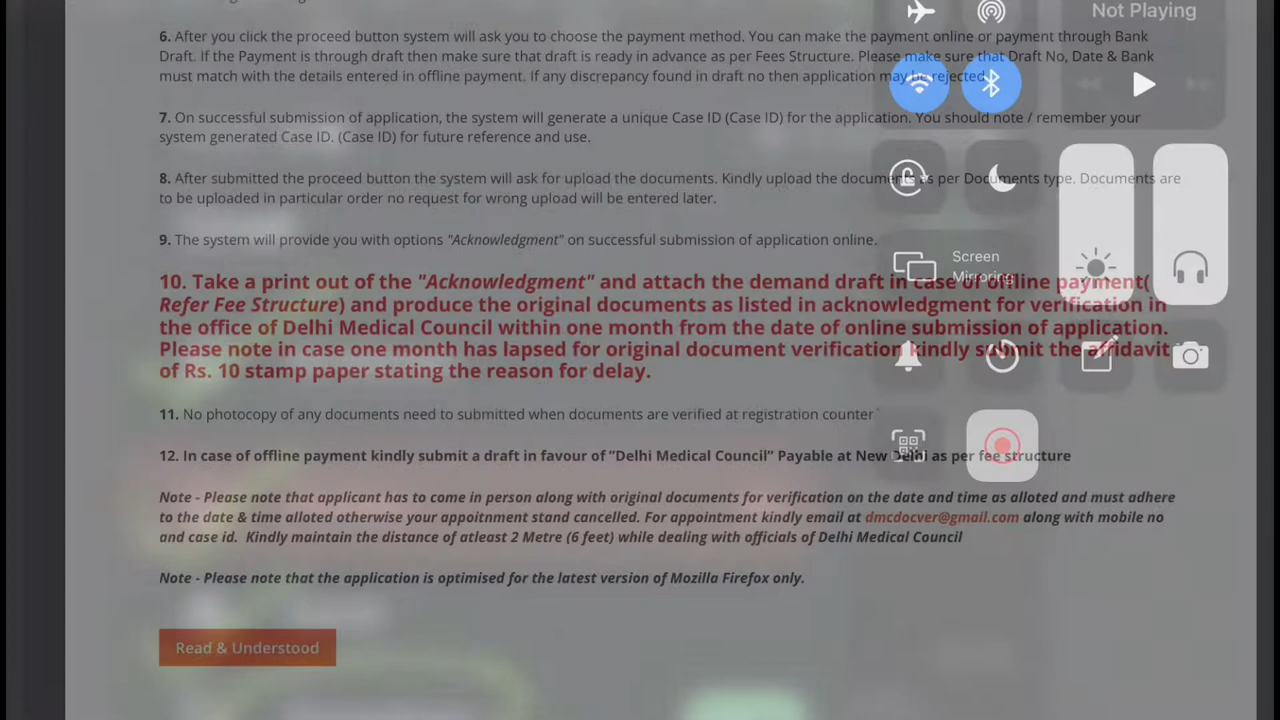 Not Playing
6. After you click the proceed button system will ask you to choose the payment method. You can make the payment online or payment through Bank
Draft. If the Payment is through draft then make sure that draft is ready in advance as per Fees Structure. Please make sure that Draft No, Date & Bank
must match with the details entered in offline payment. If any discrepancy found in draft no then application may be rejected
7. On successful submission of application, the system will generate a unique Case ID (Case ID) for the application. You should note / remember your
system generated Case ID. (Case ID) for future reference and use.
8. After submitted the proceed button the system will ask for upload the documents. Kindly upload the documents as per Documents type. Documents are
to be uploaded in particular order no request for wrong upload will be entered later.
9. The system will provide you with options "Acknowledgment" on successful submission of application online.
Screen
Mirroring
10. Take a print out of the "Acknowledgment" and attach the demand draft in case of online payment(
Refer Fee Structure) and produce the original documents as listed in acknowledgment for verification in
the office of Delhi Medical Council within one month from the date of online submission of application.
Please note in case one month has lapsed for original document verification kindly submit the affidavit
of Rs. 10 stamp paper stating the reason for delay.
11. No photocopy of any documents need to submitted when documents are verified at registration counter`
12. In case of offline payment kindly submit a draft in favour of "Delhi Medical Council" Payable at New Delhi as per fee structure
Note - Please note that applicant has to come in person along with original documents for verification on the date and time as alloted and must adhere
to the date & time alloted otherwise your appoitnment stand cancelled. For appointment kindly email at dmcdocver@gmail.com along with mobile no
and case id. Kindly maintain the distance of atleast 2 Metre (6 feet) while dealing with officials of Delhi Medical Council
Note - Please note that the application is optimised for the latest version of Mozilla Firefox only.
Read & Understood